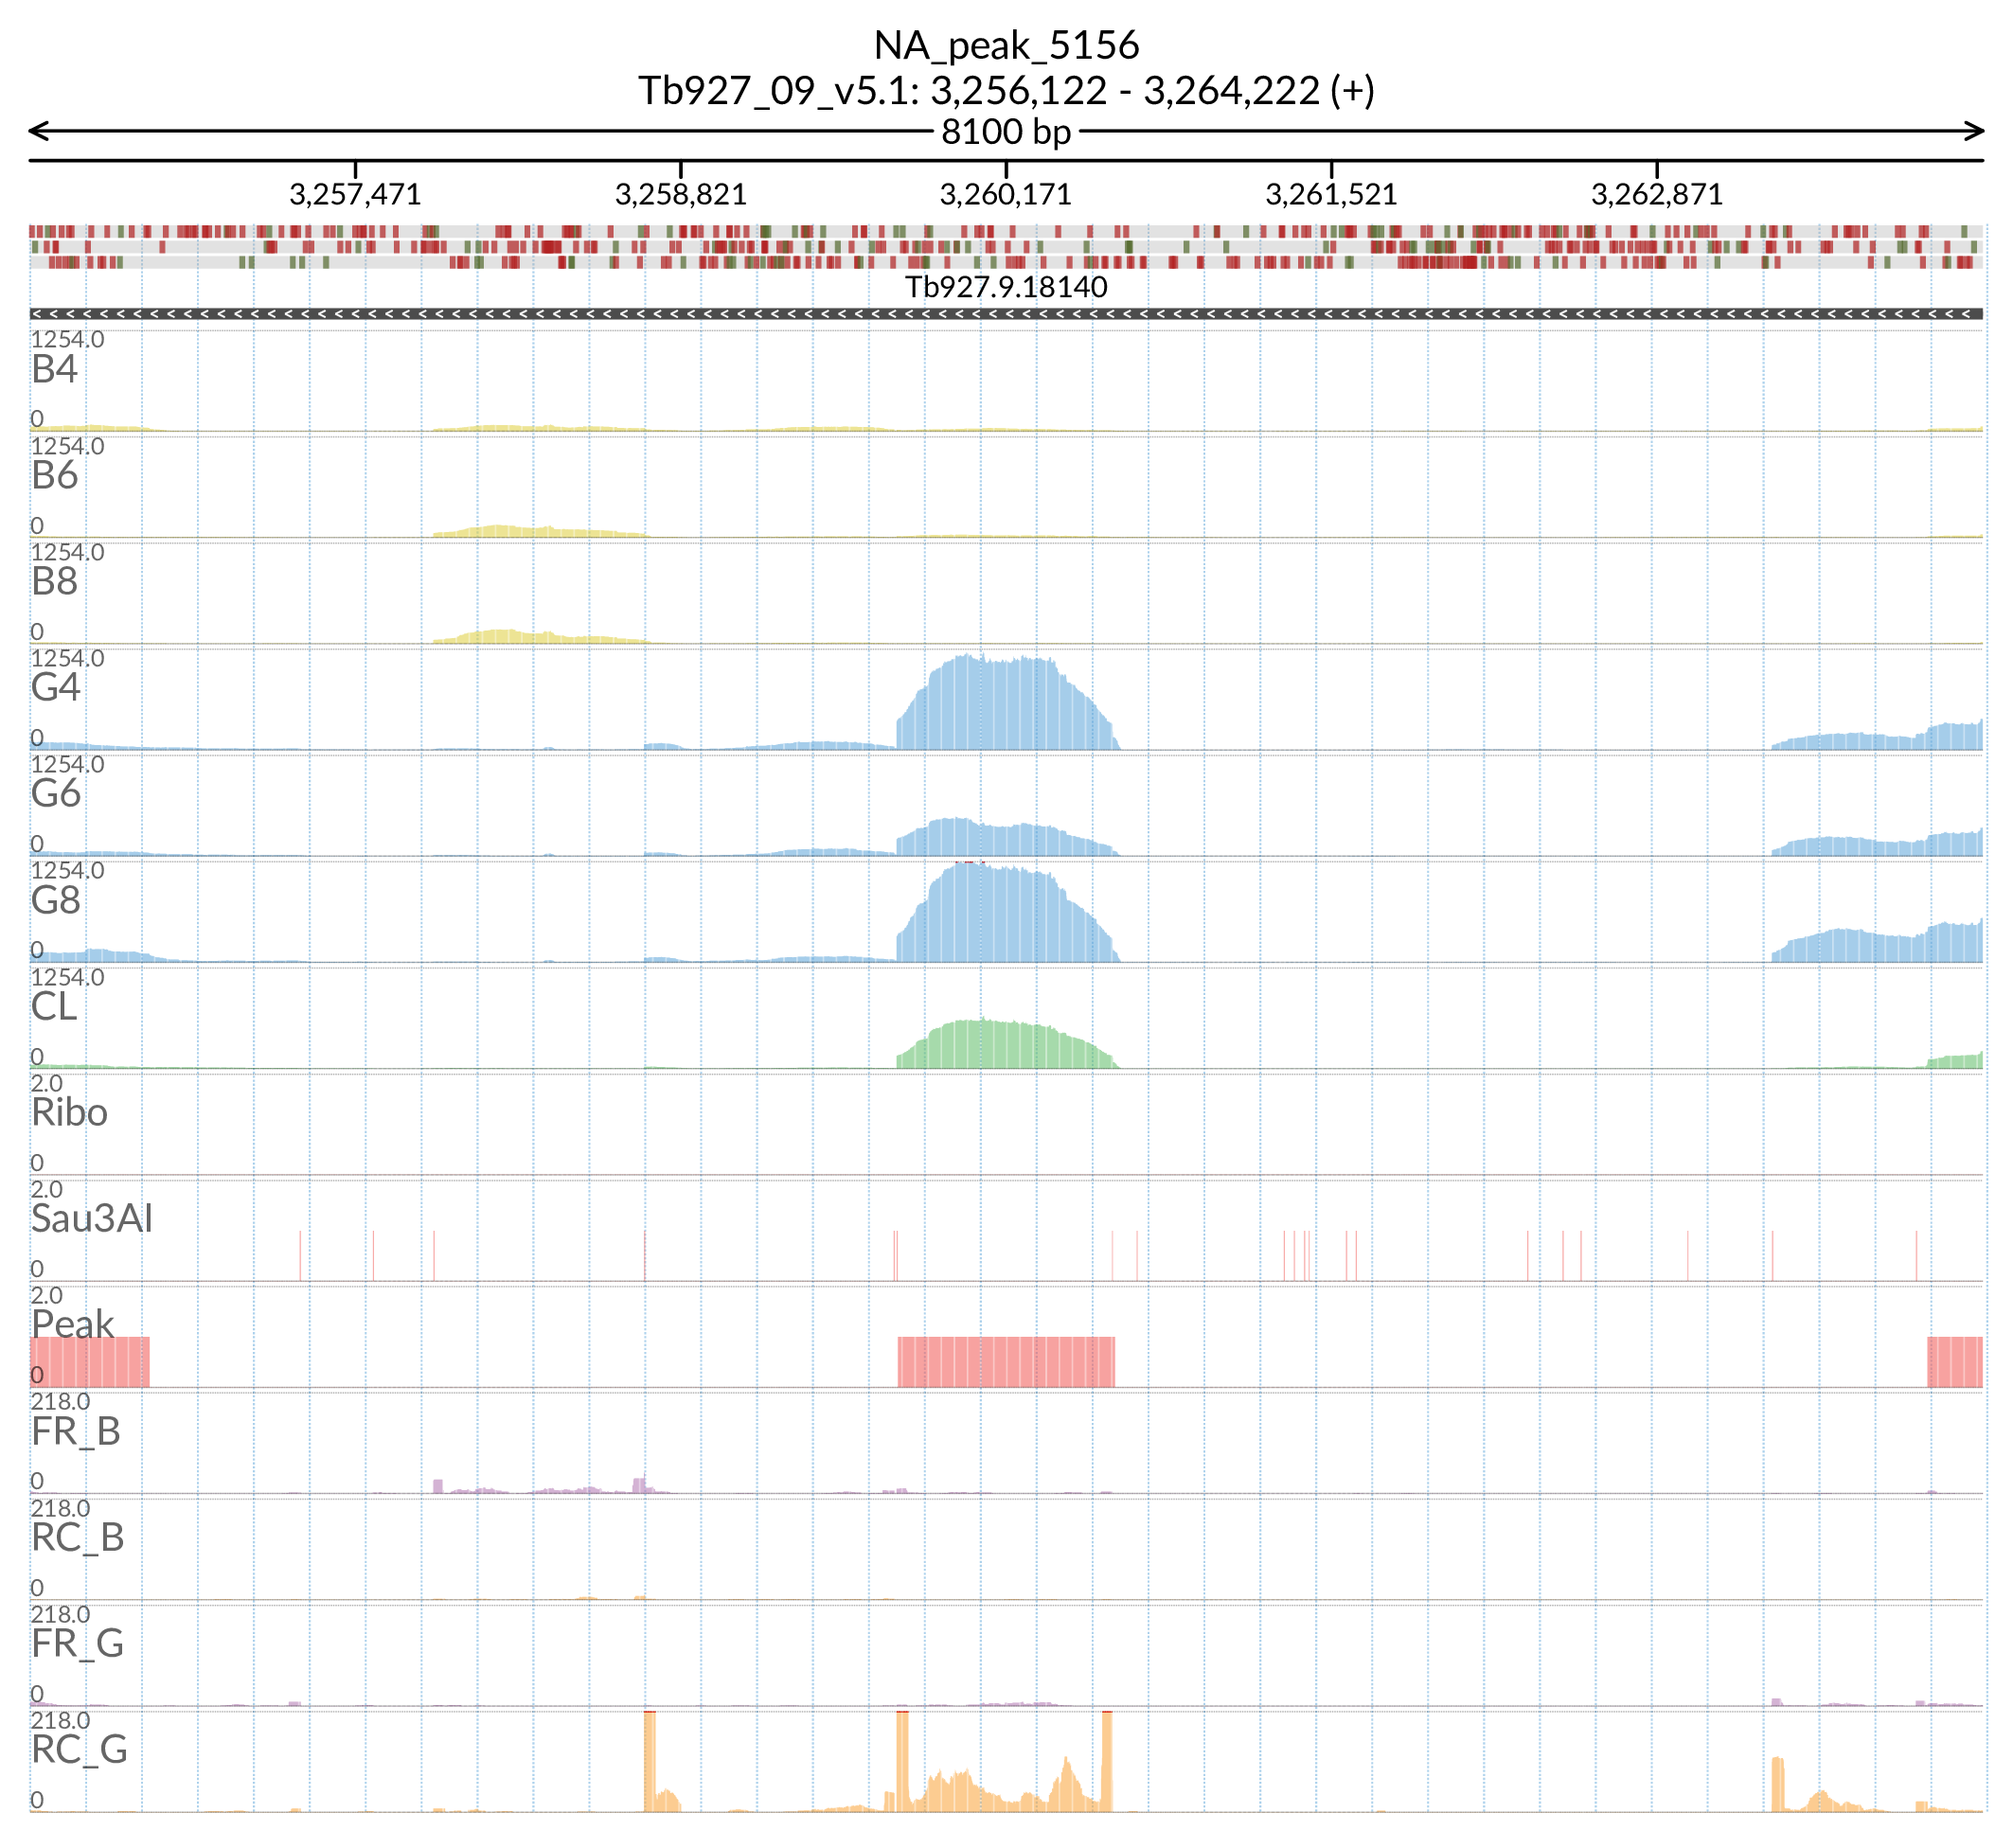 NA_peak_5156
Tb927_09_v5.1: 3,256,122 - 3,264,222 (+)
8100 bp
3,257,471 3,258,821 3,260,171 3,261,521 3,262,871
Tb927.9.18140
1254.0
B4
0
1254.0
B6
0
1254.0
B8
0
1254.0
G4
0
1254.0
G6
0
1254.0
G8
0
1254.0
CL
0
2.0
Ribo
0
2.0
Sau3AI
0
2.0
Peak
0
218.0
FR_B
0
218.0
RC_B
0
218.0
FR_G
0
218.0
RC_G
0